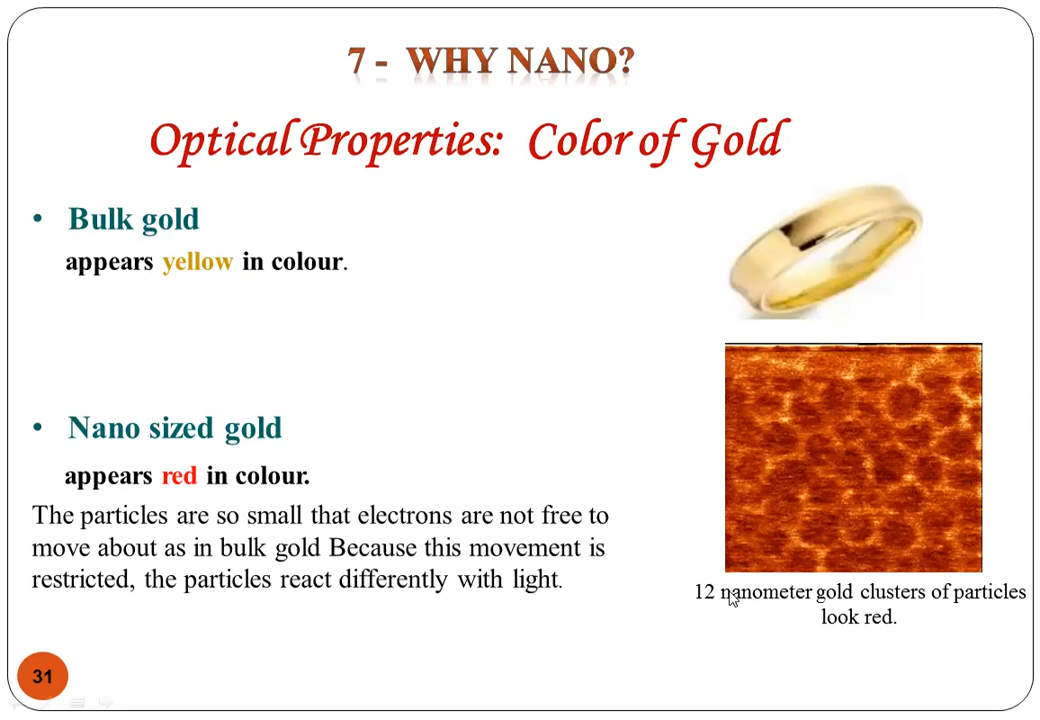 7 - WHY NANO?
Optical Properties: Color of Gold
• Bulk gold
appears yellow in colour.
• Nano sized gold
appears red in colour.
The particles are so small that electrons are not free to
move about as in bulk gold Because this movement is
restricted, the particles react differently with light.
12 nanometer gold clusters of particles
look red.
31